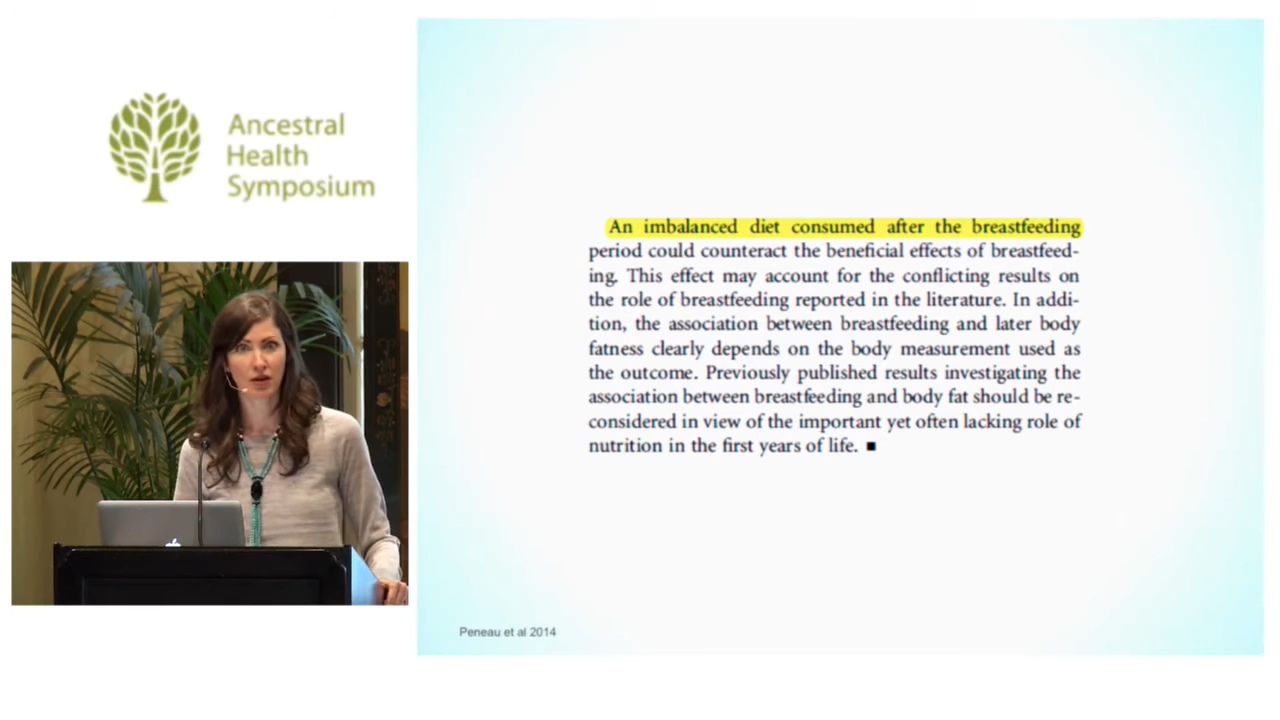 Ancestral
Health
Symposium
An imbalanced diet consumed after the breastfeeding
period could counteract the beneficial effects of breastfeed-
ing. This effect may account for the conflicting results on
the role of breastfeeding reported in the literature. In addi-
tion, the association between breastfeeding and later body
fatness clearly depends on the body measurement used as
the outcome. Previously published results investigating the
association between breastfeeding and body fat should be re-
considered in view of the important yet often lacking role of
nutrition in the first years of life. ■
Peneau et al 2014